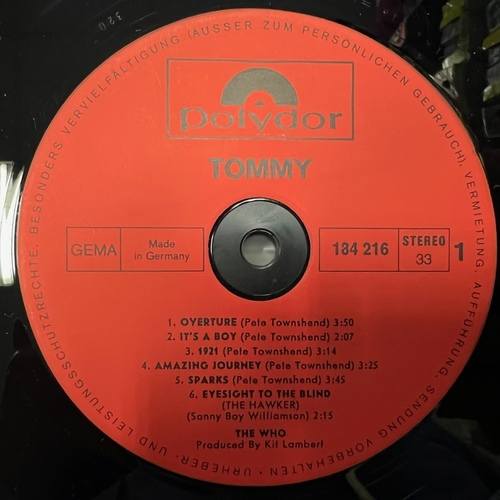 polydor
TOMMY
GEMA
Made
in Germany
184 216
STEREO
33
1
1. OVERTURE (Pete Townshend) 3:50
2. IT'S A BOY (Pete Townshend) 2:07
3. 1921 (Pete Townshend) 3:14
4. AMAZING JOURNEY (Pete Townshend) 3:25
5. SPARKS (Pete Townshend) 3:45
6. EYESIGHT TO THE BLIND
(THE HAWKER)
(Sonny Boy Williamson) 2:15
THE WHO
Produced By Kit Lambert
URHEBER- UND LEISTUNGSSCHUTZRECHTE, BESONDERS VERVIELFÄLTIGUNG (AUSSER ZUM PERSÖNLICHEN GEBRAUCH), VERMIETUNG, AUFFÜHRUNG, SENDUNG VORBEHALTEN •